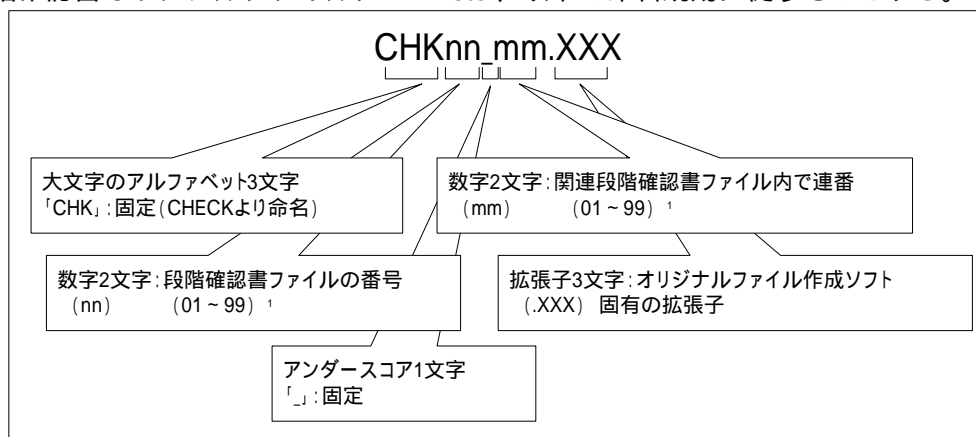 CHKnn_mm.XXX
大文字のアルファベット3文字
「CHK」:固定(CHECKより命名)
数字2文字:関連段階確認書ファイル内で連番
(mm) (01~99) 1
数字2文字:段階確認書ファイルの番号
(nn) (01~99) 1
拡張子3文字:オリジナルファイル作成ソフト
(.XXX) 固有の拡張子
アンダースコア1文字
「_」:固定